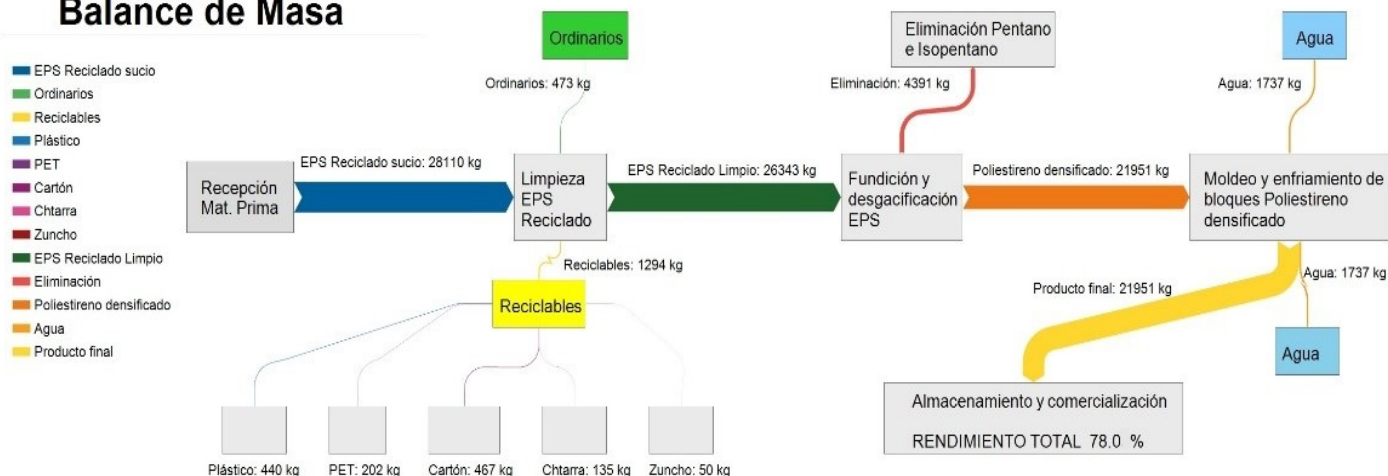 Balance de Masa
EPS Reciclado sucio
Ordinarios
Reciclables
Plástico
PET
Cartón
Chtarra
Zuncho
EPS Reciclado Limpio
Eliminación
Poliestireno densificado
Agua
Producto final
Ordinarios
Ordinarios: 473 kg
Eliminación Pentano
e Isopentano
Eliminación: 4391 kg
Agua
Agua: 1737 kg
Recepción
Mat. Prima
EPS Reciclado sucio: 28110 kg
Limpieza
EPS
Reciclado
EPS Reciclado Limpio: 26343 kg
Fundición y
desgacificación
EPS
Poliestireno densificado: 21951 kg
Moldeo y enfriamiento de
bloques Poliestireno
densificado
Reciclables: 1294 kg
Reciclables
Producto final: 21951 kg
Agua: 1737 kg
Agua
Almacenamiento y comercialización
RENDIMIENTO TOTAL 78.0 %
Plástico: 440 kg
PET: 202 kg
Cartón: 467 kg
Chtarra: 135 kg
Zuncho: 50 kg